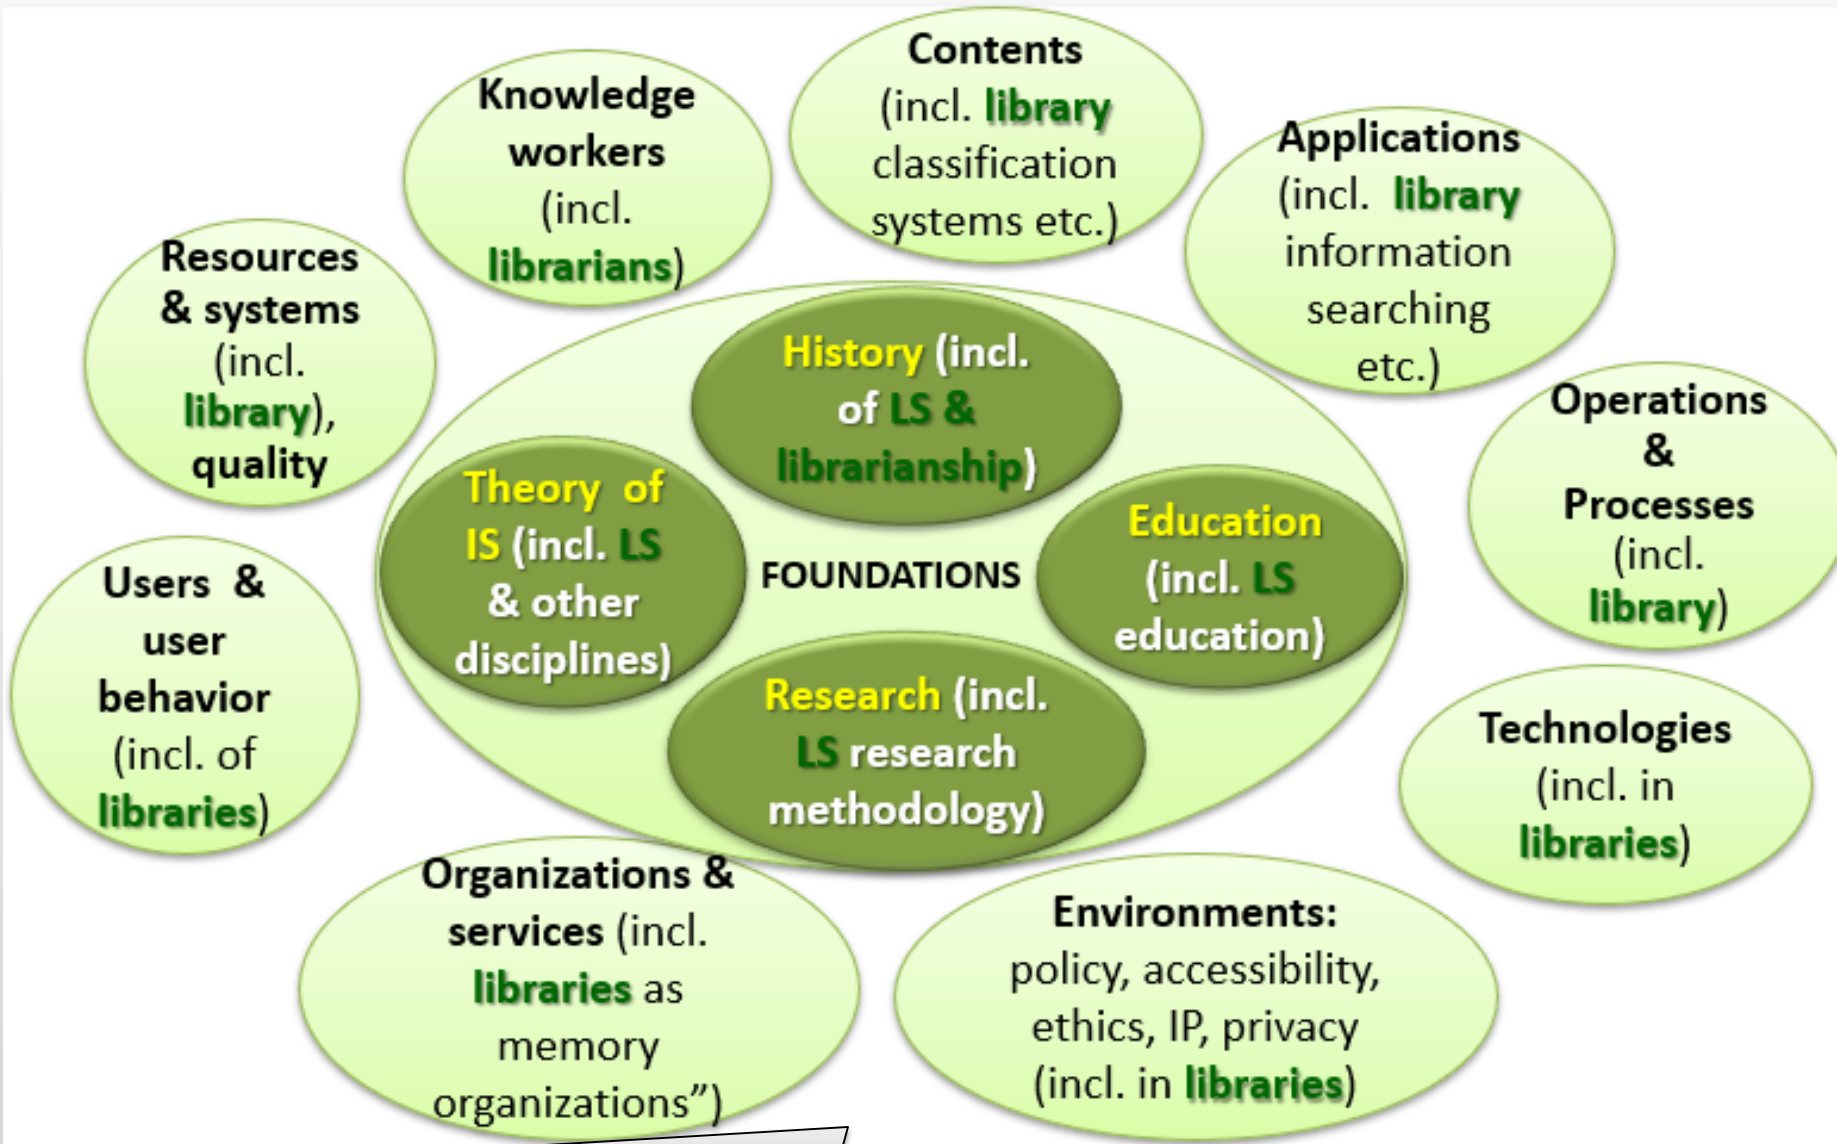 Contents
(incl. library
classification
systems etc.)
Knowledge
workers
(incl.
librarians)
Applications
(incl. library
information
searching
etc.)
Resources
& systems
(incl.
library),
quality
History (incl.
of LS &
librarianship)
Operations
&
Processes
(incl.
library)
Theory of
IS (incl. LS
& other
disciplines)
FOUNDATIONS
Education
(incl. LS
education)
Users &
user
behavior
(incl. of
libraries)
Research (incl.
LS research
methodology)
Technologies
(incl. in
libraries)
Organizations &
services (incl.
libraries as
memory
organizations”)
Environments:
policy, accessibility,
ethics, IP, privacy
(incl. in libraries)